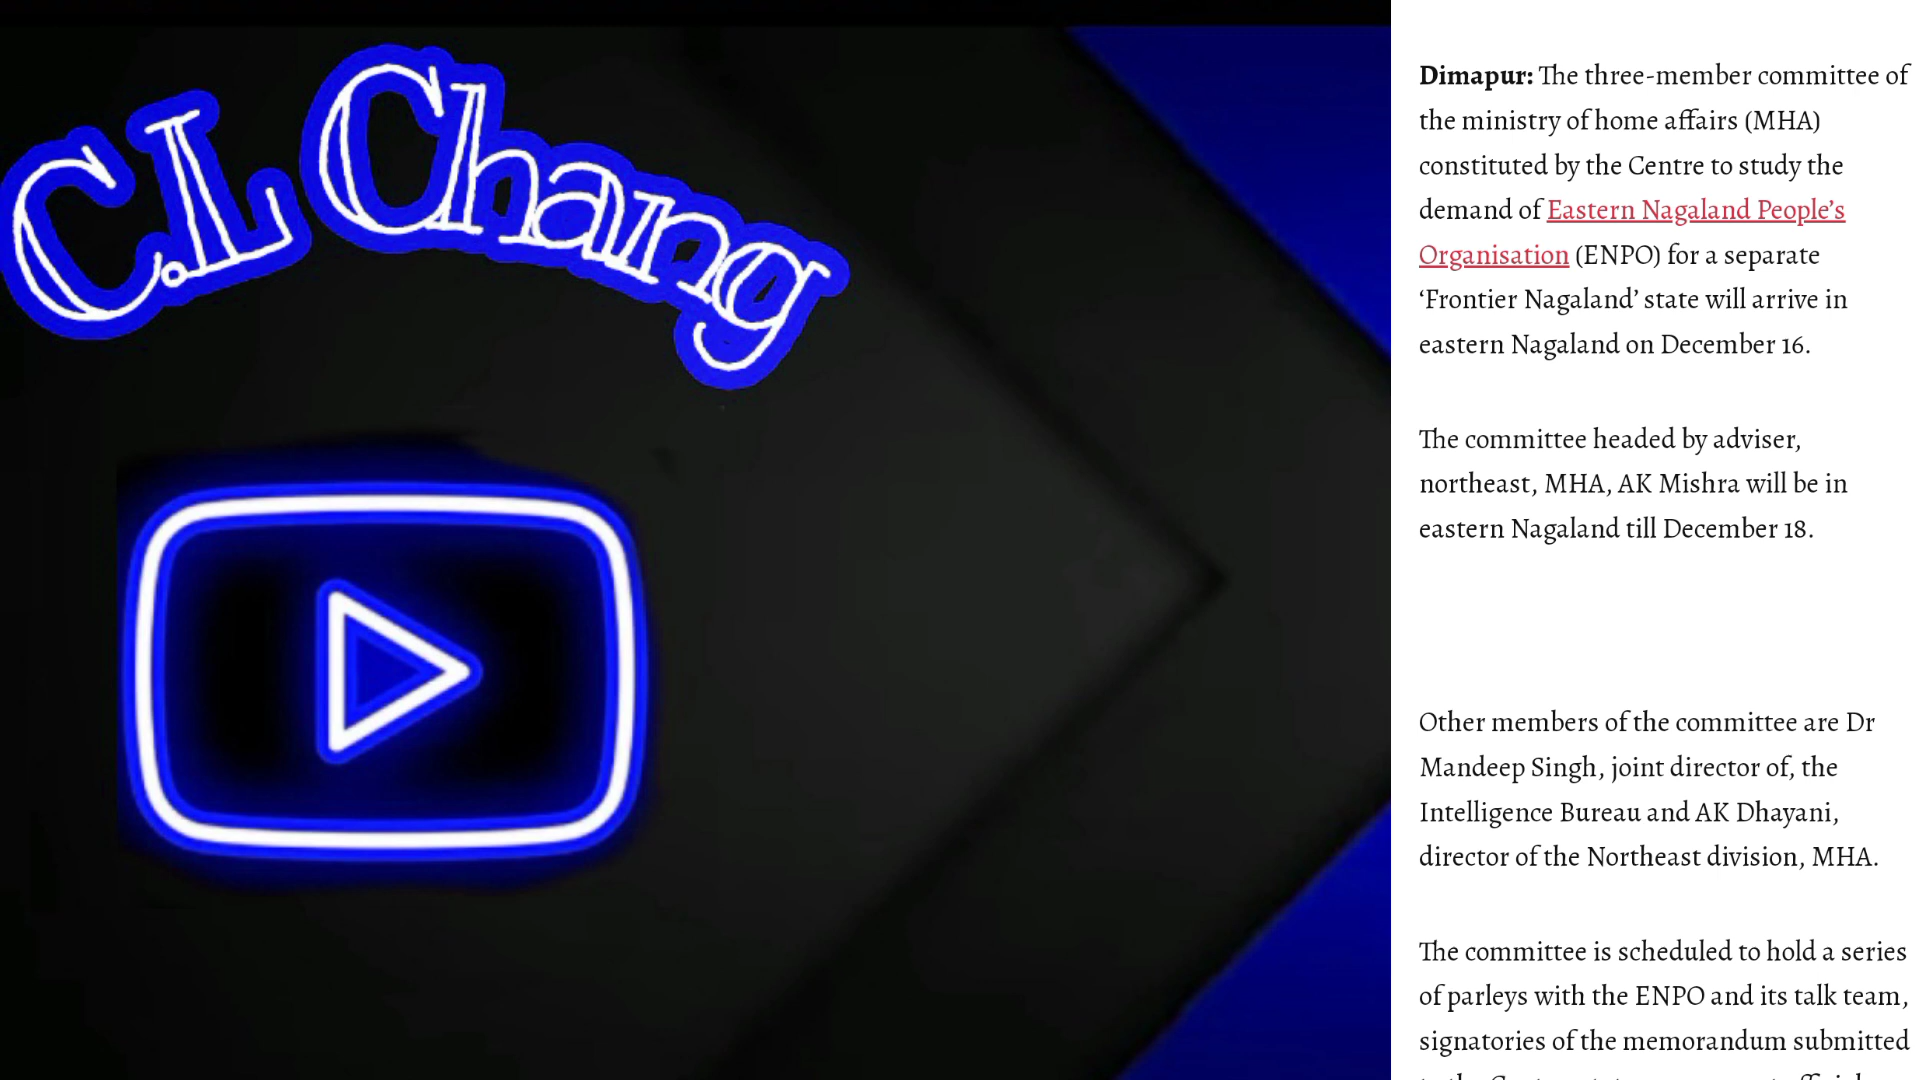 C.L Chang
Dimapur: The three-member committee of
the ministry of home affairs (MHA)
constituted by the Centre to study the
demand of Eastern Nagaland People’s
Organisation (ENPO) for a separate
‘Frontier Nagaland’ state will arrive in
eastern Nagaland on December 16.
The committee headed by adviser,
northeast, MHA, AK Mishra will be in
eastern Nagaland till December 18.
Other members of the committee are Dr
Mandeep Singh, joint director of, the
Intelligence Bureau and AK Dhayani,
director of the Northeast division, MHA.
The committee is scheduled to hold a series
of parleys with the ENPO and its talk team,
signatories of the memorandum submitted